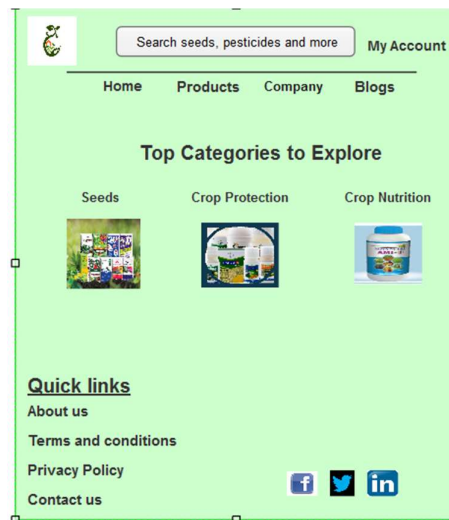 Search seeds, pesticides and more
My Account
Home Products Company Blogs
Top Categories to Explore
Seeds Crop Protection Crop Nutrition
Quick links
About us
Terms and conditions
Privacy Policy
Contact us
f in